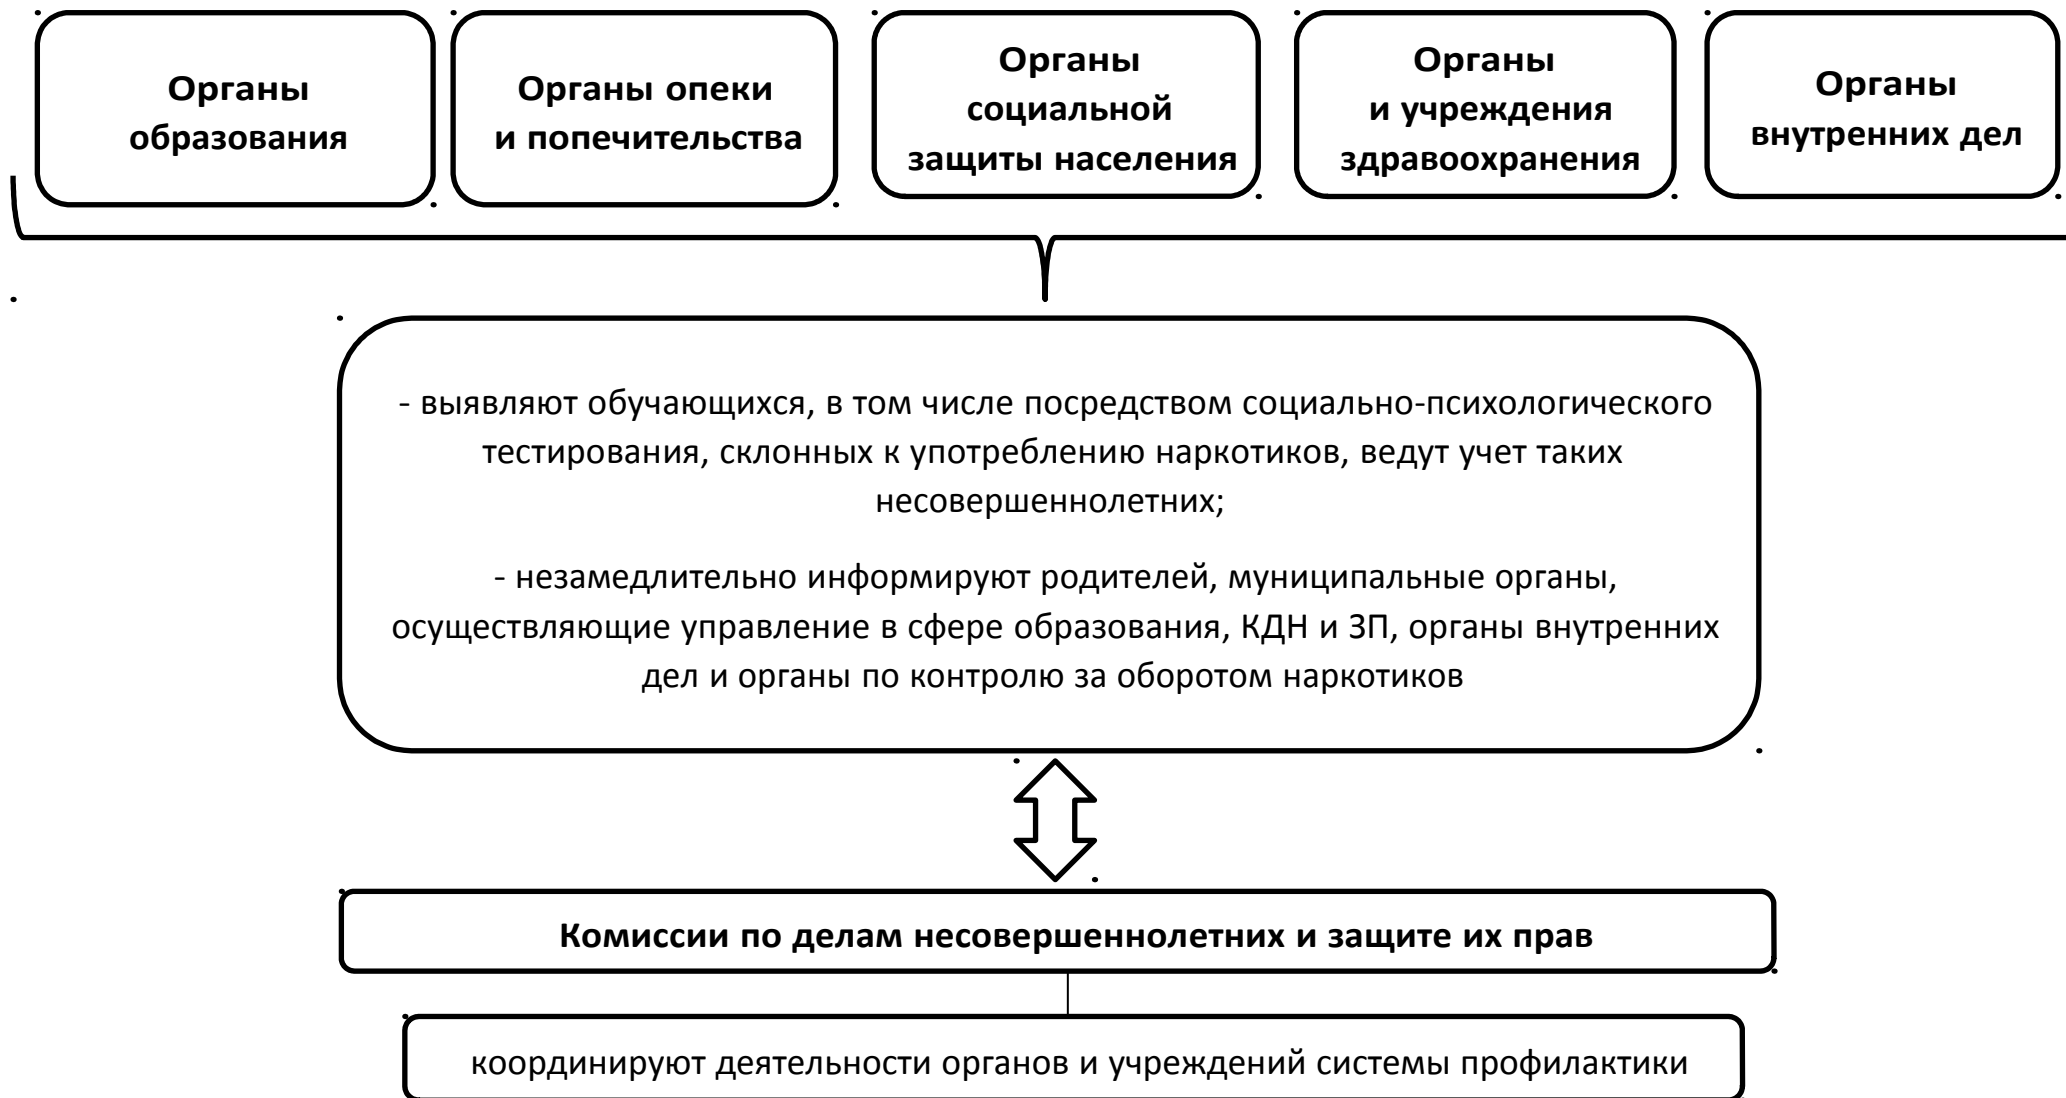 Органы
образования
Органы опеки
и попечительства
Органы
социальной
защиты населения
Органы
и учреждения
здравоохранения
Органы
внутренних дел
- выявляют обучающихся, в том числе посредством социально-психологического
тестирования, склонных к употреблению наркотиков, ведут учет таких
несовершеннолетних;
- незамедлительно информируют родителей, муниципальные органы,
осуществляющие управление в сфере образования, КДН и ЗП, органы внутренних
дел и органы по контролю за оборотом наркотиков
Комиссии по делам несовершеннолетних и защите их прав
координируют деятельности органов и учреждений системы профилактики